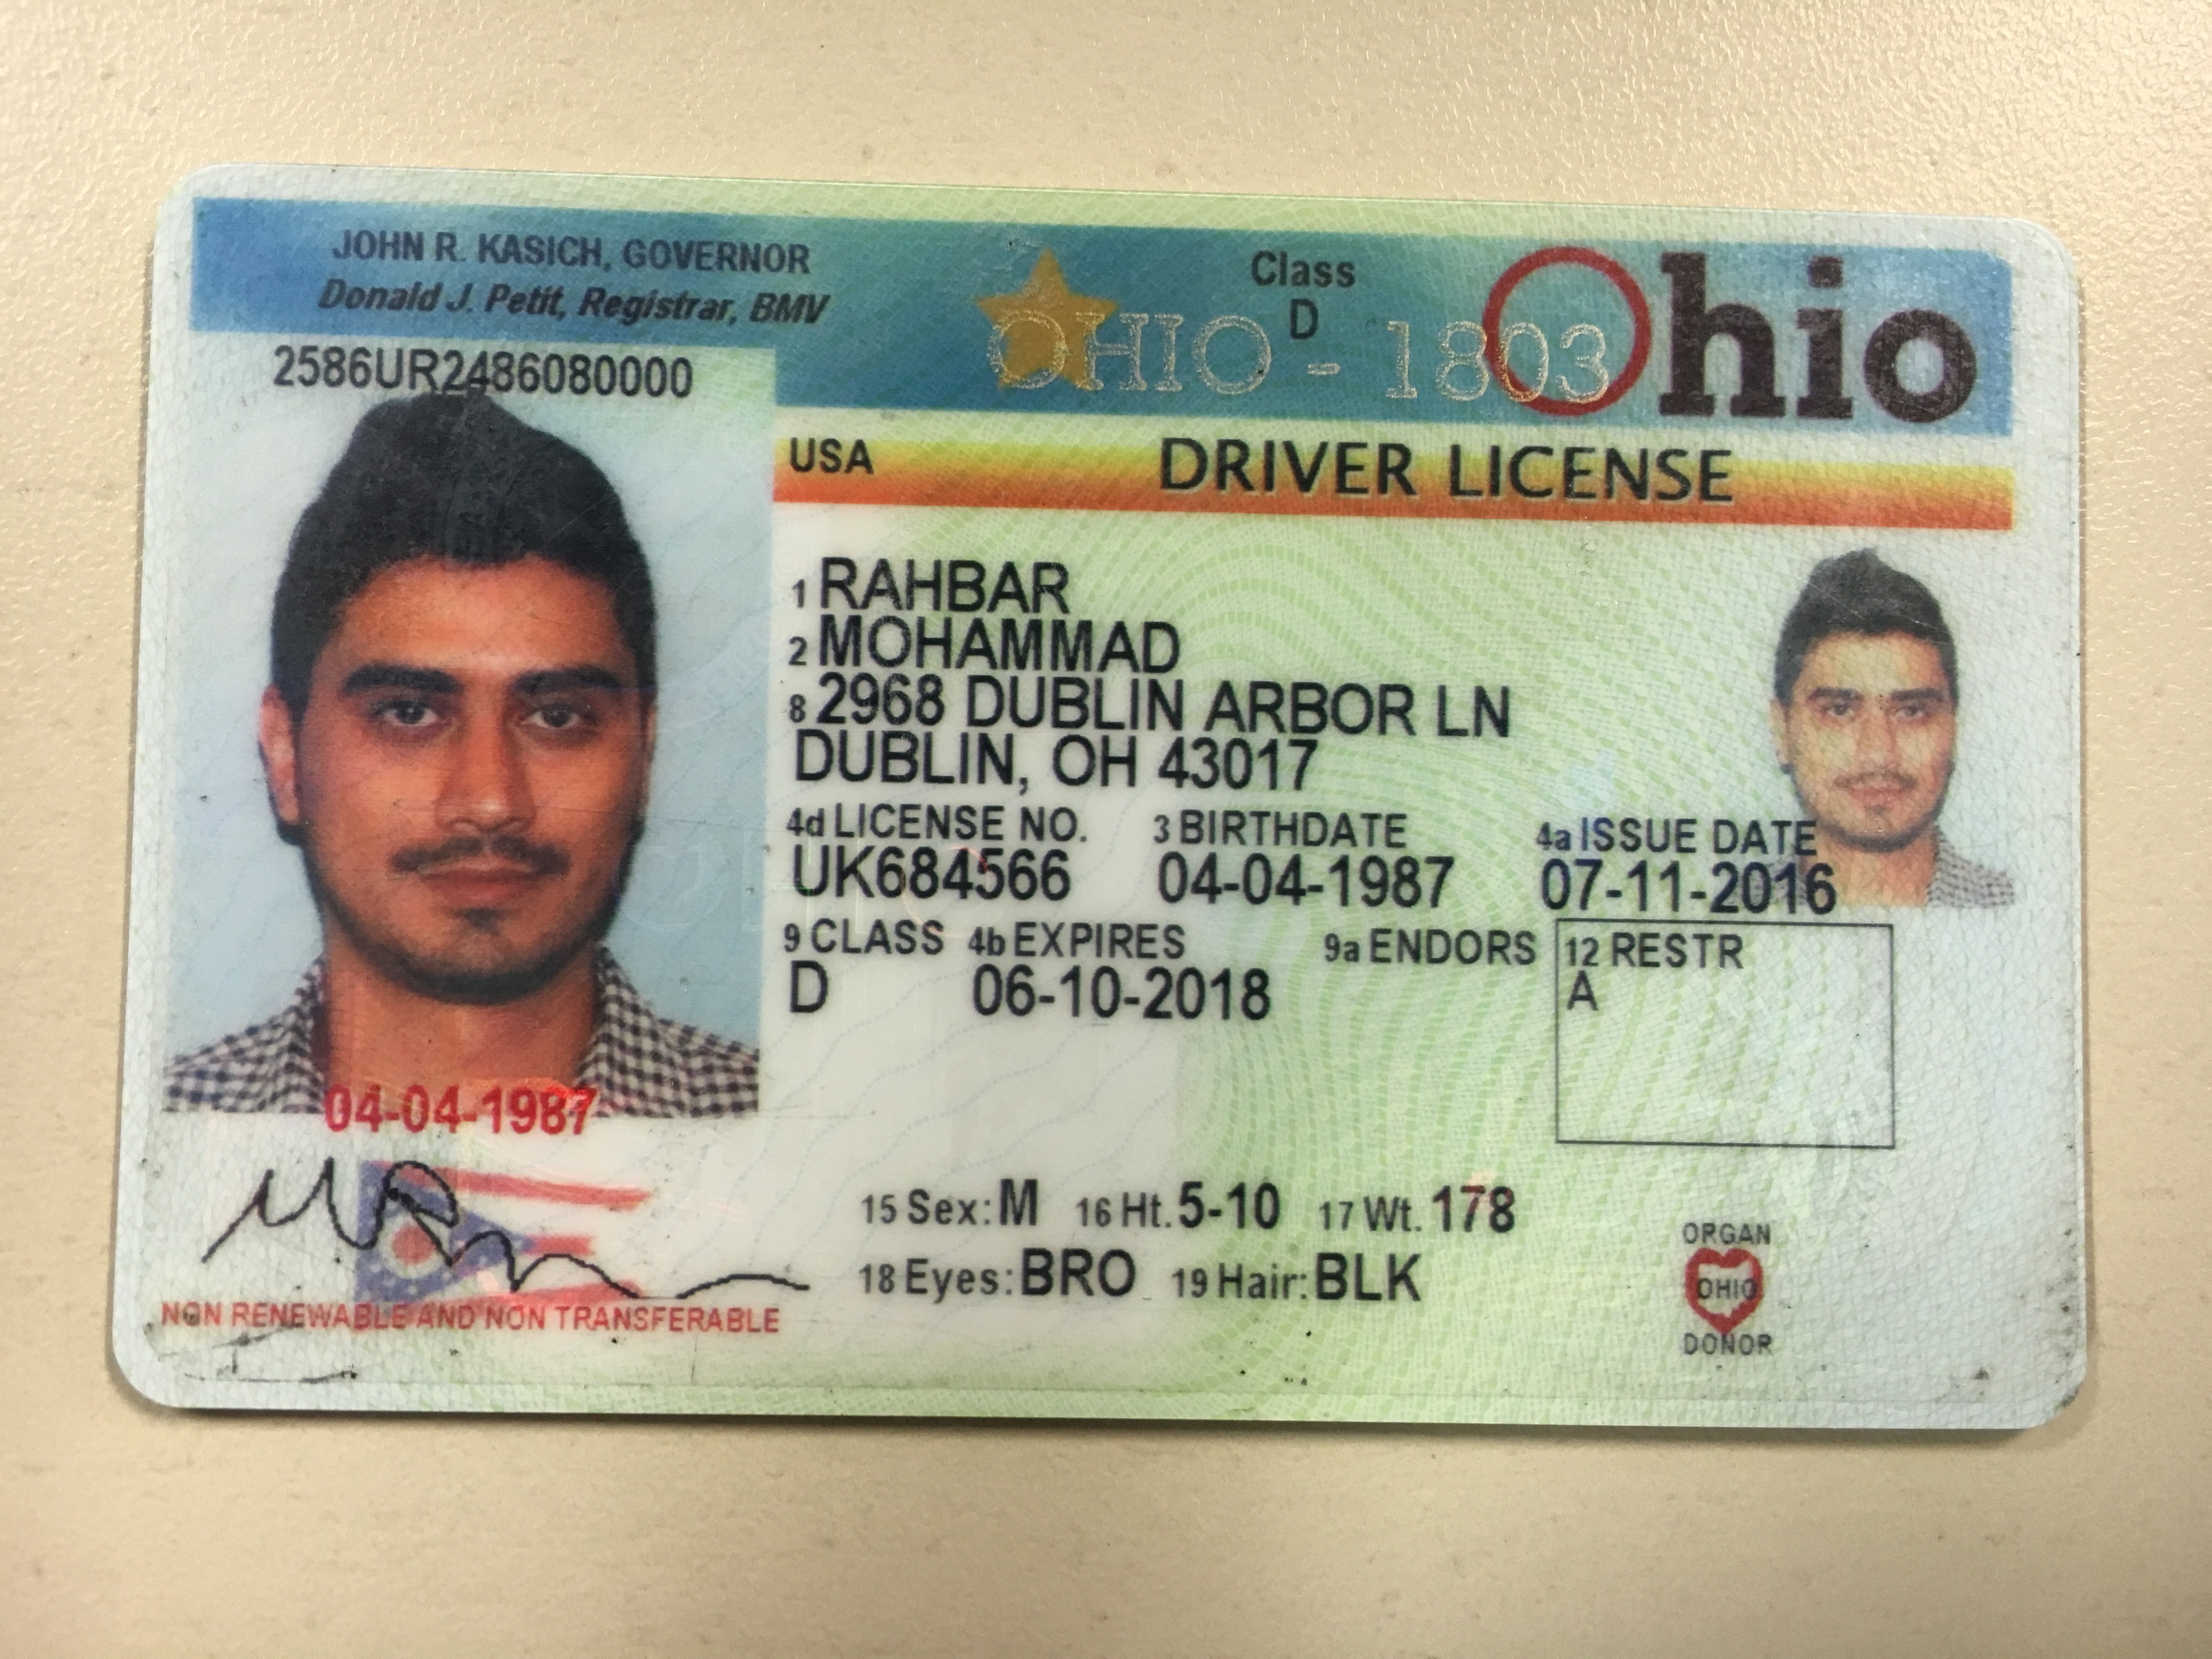 JOHN R. KASICH, GOVERNOR
Donald J. Petit, Registrar, BMV
Class
D
Ohio
OHIO - 1803
2586UR2486080000
USA
DRIVER LICENSE
1 RAHBAR
2 MOHAMMAD
8 2968 DUBLIN ARBOR LN
DUBLIN, OH 43017
4d LICENSE NO. 3 BIRTHDATE 4a ISSUE DATE
UK684566 04-04-1987 07-11-2016
9 CLASS 4b EXPIRES 9a ENDORS 12 RESTR
D 06-10-2018 A
04-04-1987
15 Sex: M 16 Ht. 5-10 17 Wt. 178
18 Eyes: BRO 19 Hair: BLK
ORGAN
OHIO
DONOR
NON RENEWABLE AND NON TRANSFERABLE